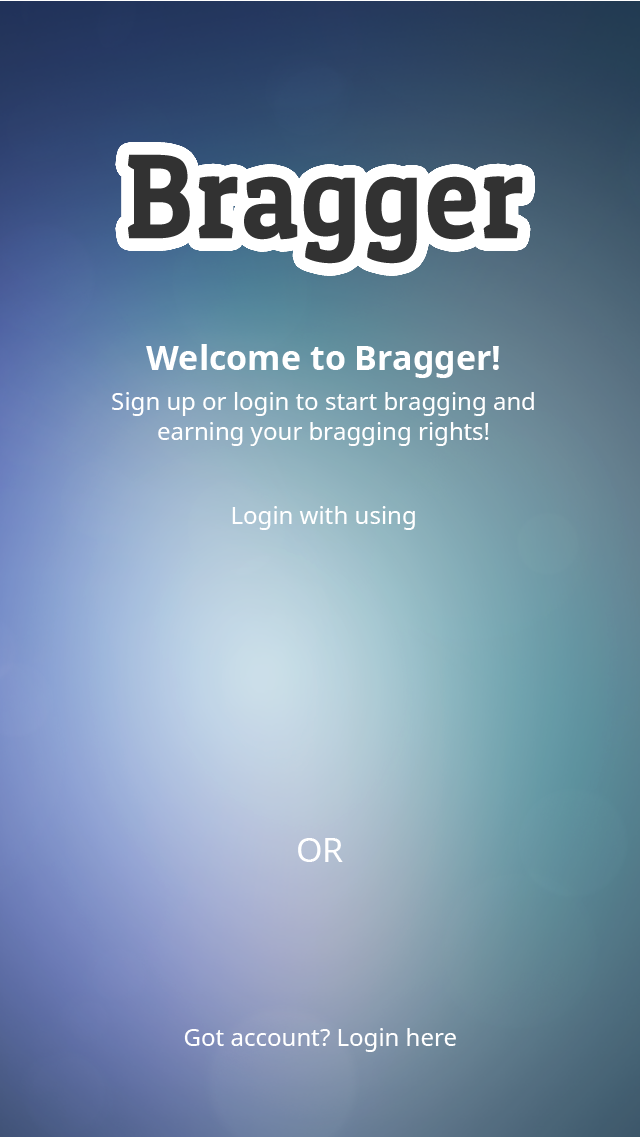 Bragger
Welcome to Bragger!
Sign up or login to start bragging and
earning your bragging rights!
Login with using
OR
Got account? Login here